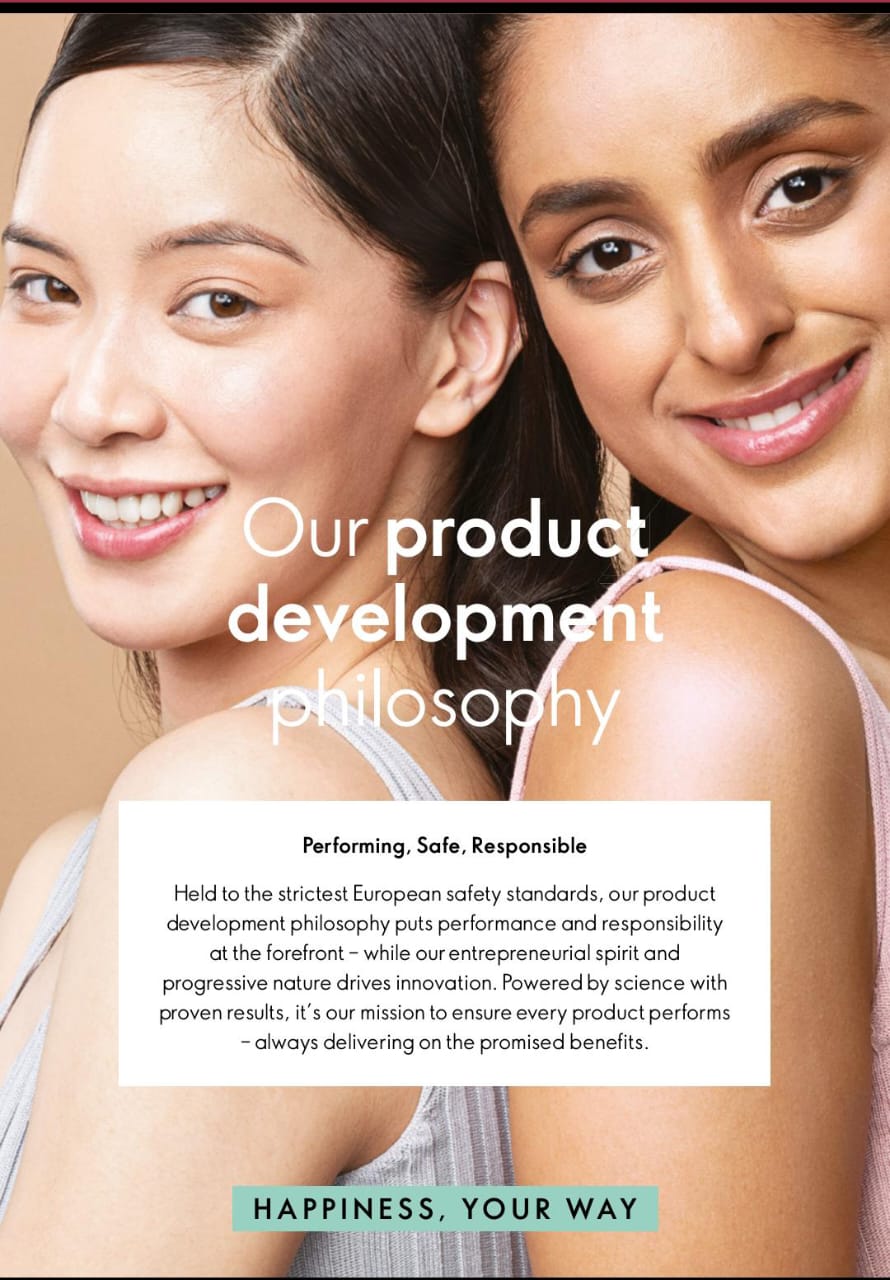 Our product
development
philosophy
Performing, Safe, Responsible
Held to the strictest European safety standards, our product
development philosophy puts performance and responsibility
at the forefront – while our entrepreneurial spirit and
progressive nature drives innovation. Powered by science with
proven results, it's our mission to ensure every product performs
– always delivering on the promised benefits.
HAPPINESS, YOUR WAY